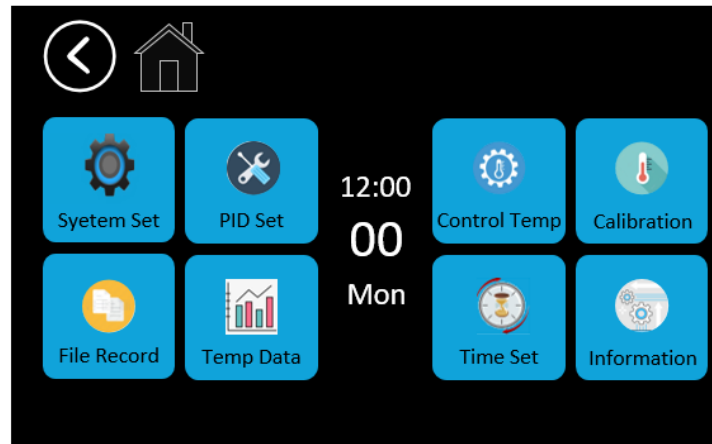 Syetem Set
PID Set
12:00
00
Mon
Control Temp
Calibration
File Record
Temp Data
Time Set
Information